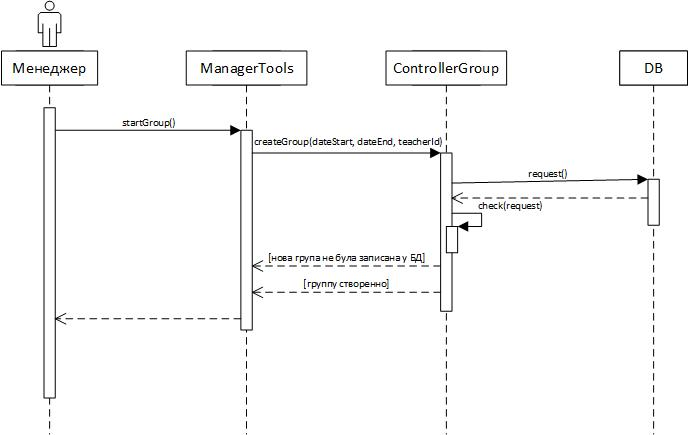 Менеджер
ManagerTools
ControllerGroup
DB
startGroup()
createGroup(dateStart, dateEnd, teacherId)
request()
check(request)
[нова група не була записана у БД]
[группу створенно]